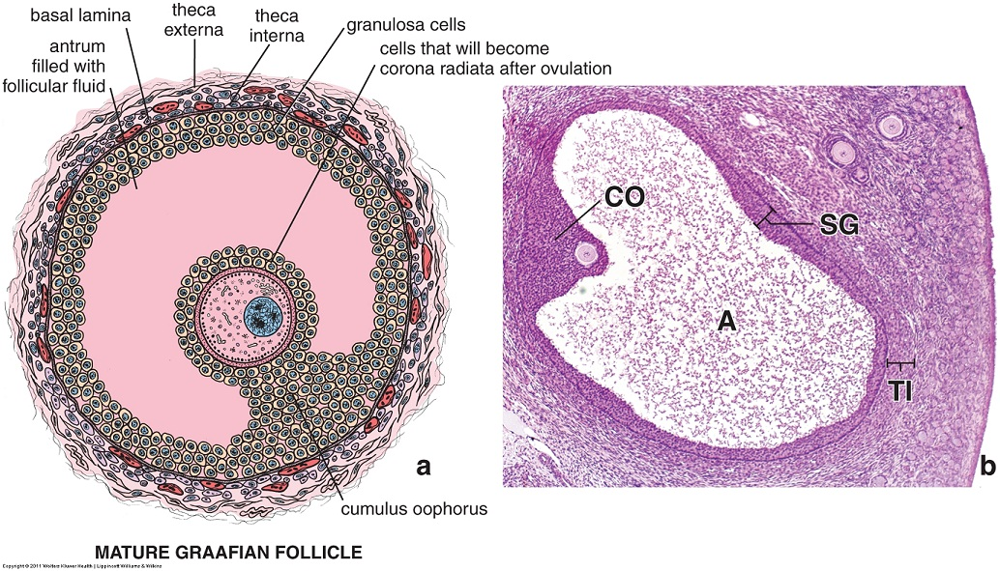 basal lamina
theca
externa
theca
interna
granulosa cells
cells that will become
corona radiata after ovulation
antrum
filled with
follicular fluid
CO
SG
A
TI
a
b
cumulus oophorus
MATURE GRAAFIAN FOLLICLE
Copyright © 2011 Wolters Kluwer Health | Lippincott Williams & Wilkins